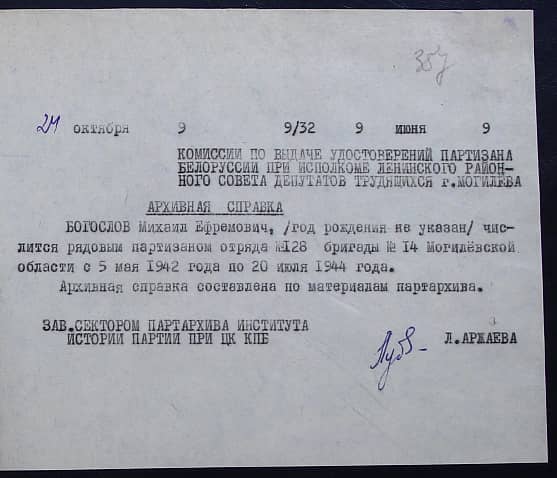 357
24 октября 9 9/32 9 июня 9
КОМИССИИ ПО ВЫДАЧЕ УДОСТОВЕРЕНИЙ ПАРТИЗАНА
БЕЛОРУССИИ ПРИ ИСПОЛКОМЕ ЛЕНИНСКОГО РАЙОН-
НОГО СОВЕТА ДЕПУТАТОВ ТРУДЯЩИХСЯ г.МОГИЛЕВА
АРХИВНАЯ СПРАВКА
БОГОСЛОВ Михаил Ефремович, /год рождения не указан/ чис-
лится рядовым партизаном отряда №128 бригады № 14 Могилёвской
области с 5 мая 1942 года по 20 июля 1944 года.
Архивная справка составлена по материалам партархива.
ЗАВ.СЕКТОРОМ ПАРТАРХИВА ИНСТИТУТА
ИСТОРИИ ПАРТИИ ПРИ ЦК КПБ Л.АРЖАЕВА